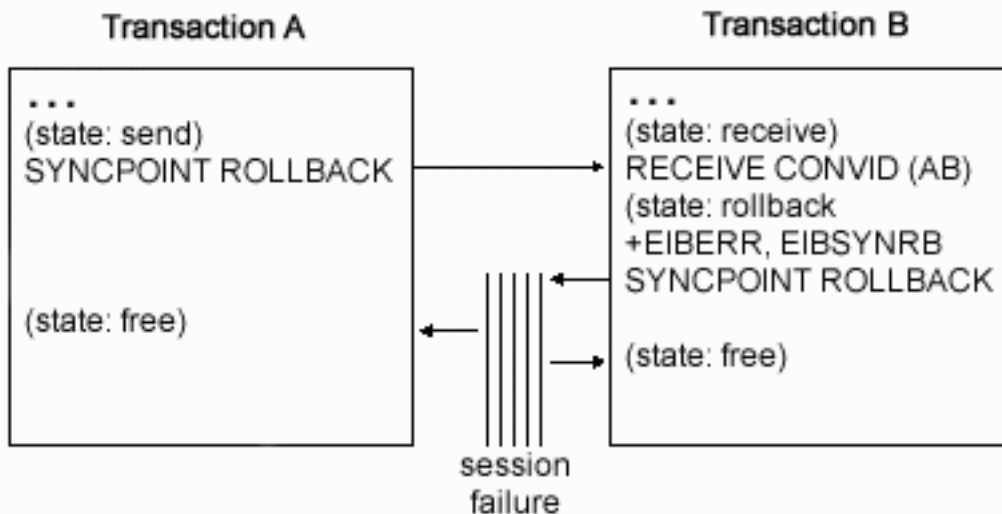 Transaction A
...
(state: send)
SYNCPOINT ROLLBACK
(state: free)
Transaction B
...
(state: receive)
RECEIVE CONVID (AB)
(state: rollback
+EIBERR, EIBSYNRB
SYNCPOINT ROLLBACK
(state: free)
session
failure